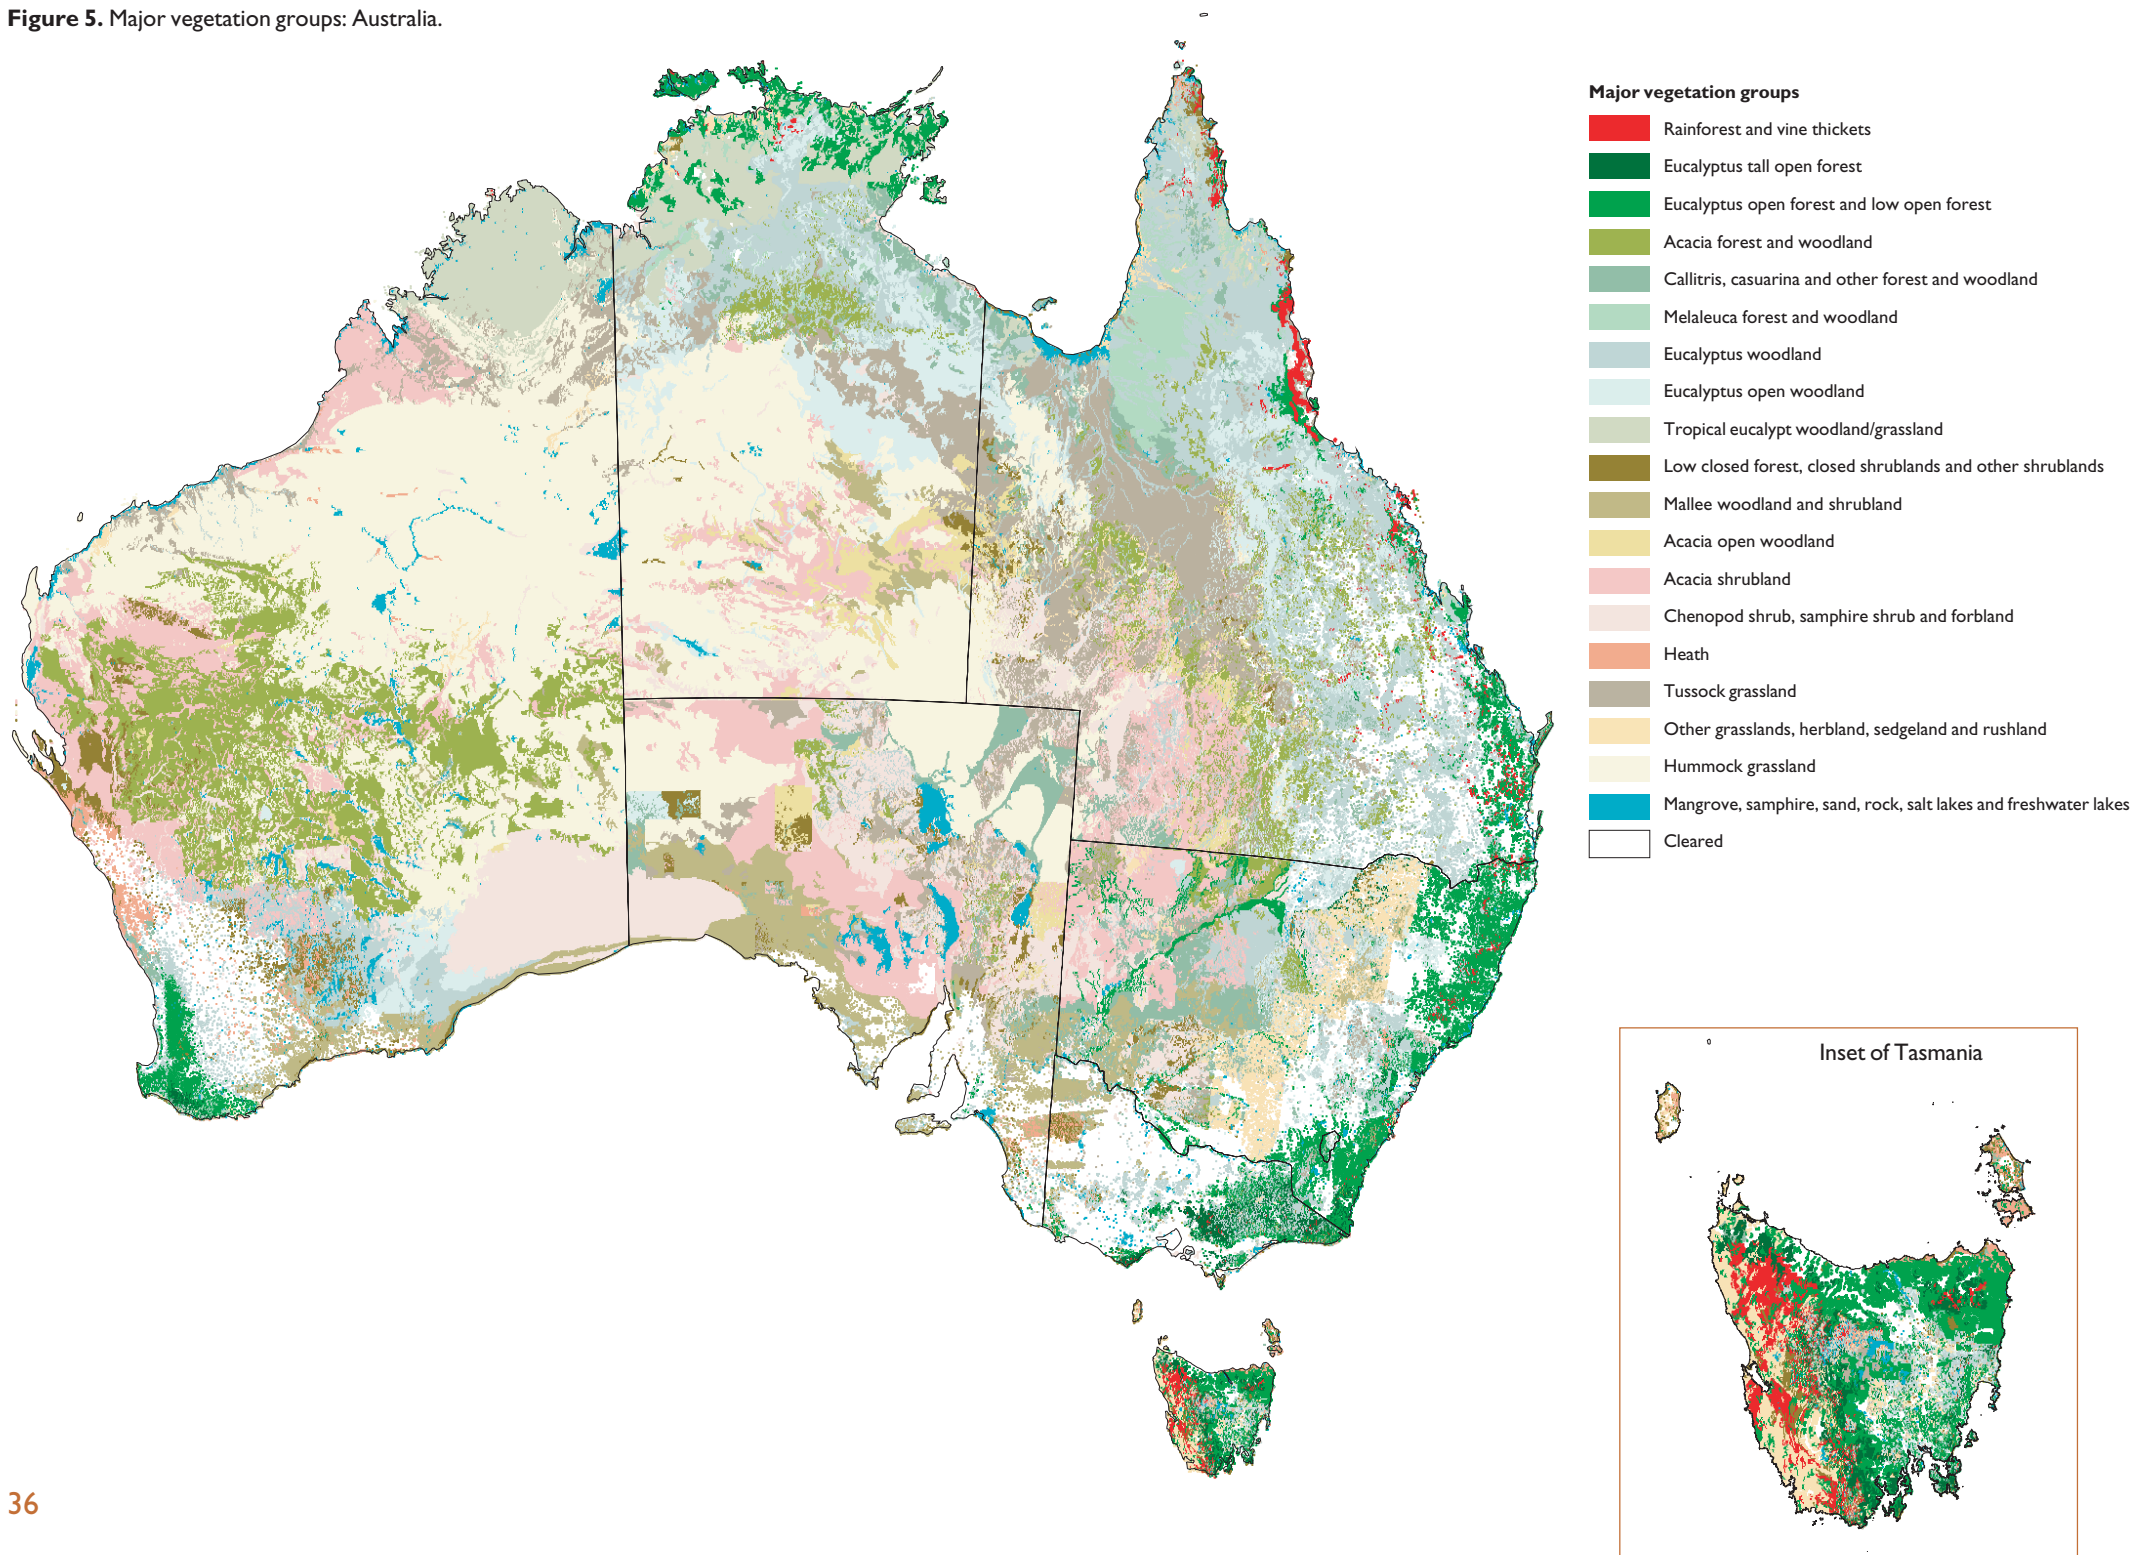 Figure 5. Major vegetation groups: Australia.
Major vegetation groups
Rainforest and vine thickets
Eucalyptus tall open forest
Eucalyptus open forest and low open forest
Acacia forest and woodland
Callitris, casuarina and other forest and woodland
Melaleuca forest and woodland
Eucalyptus woodland
Eucalyptus open woodland
Tropical eucalypt woodland/grassland
Low closed forest, closed shrublands and other shrublands
Mallee woodland and shrubland
Acacia open woodland
Acacia shrubland
Chenopod shrub, samphire shrub and forbland
Heath
Tussock grassland
Other grasslands, herbland, sedgeland and rushland
Hummock grassland
Mangrove, samphire, sand, rock, salt lakes and freshwater lakes
Cleared
Inset of Tasmania
36